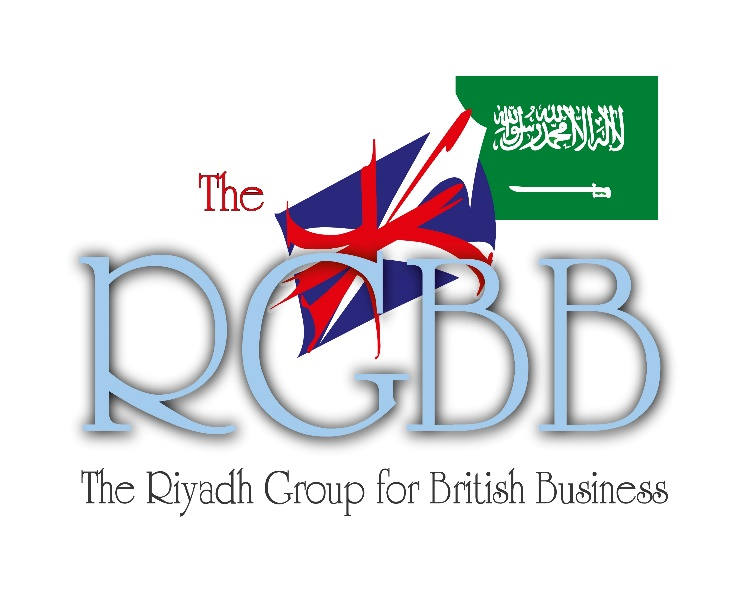 لا إله إلا الله محمد رسول الله
The
RGBB
The Riyadh Group for British Business